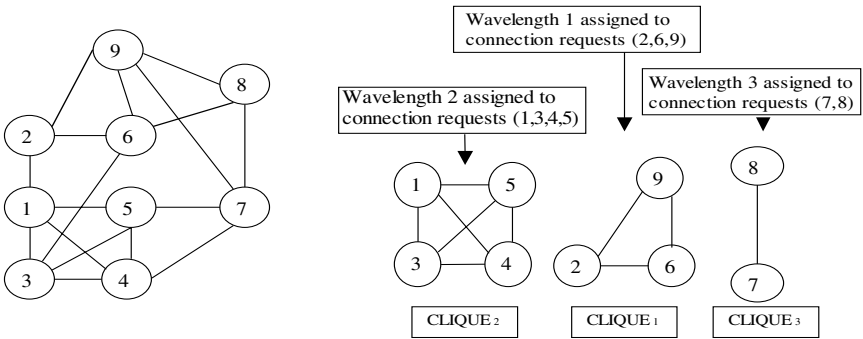 Wavelength 1 assigned to
connection requests (2,6,9)
Wavelength 3 assigned to
connection requests (7,8)
Wavelength 2 assigned to
connection requests (1,3,4,5)
9
8
2
6
1
5
7
3
4
1
5
3
4
9
2
6
8
7
CLIQUE 2
CLIQUE 1
CLIQUE 3